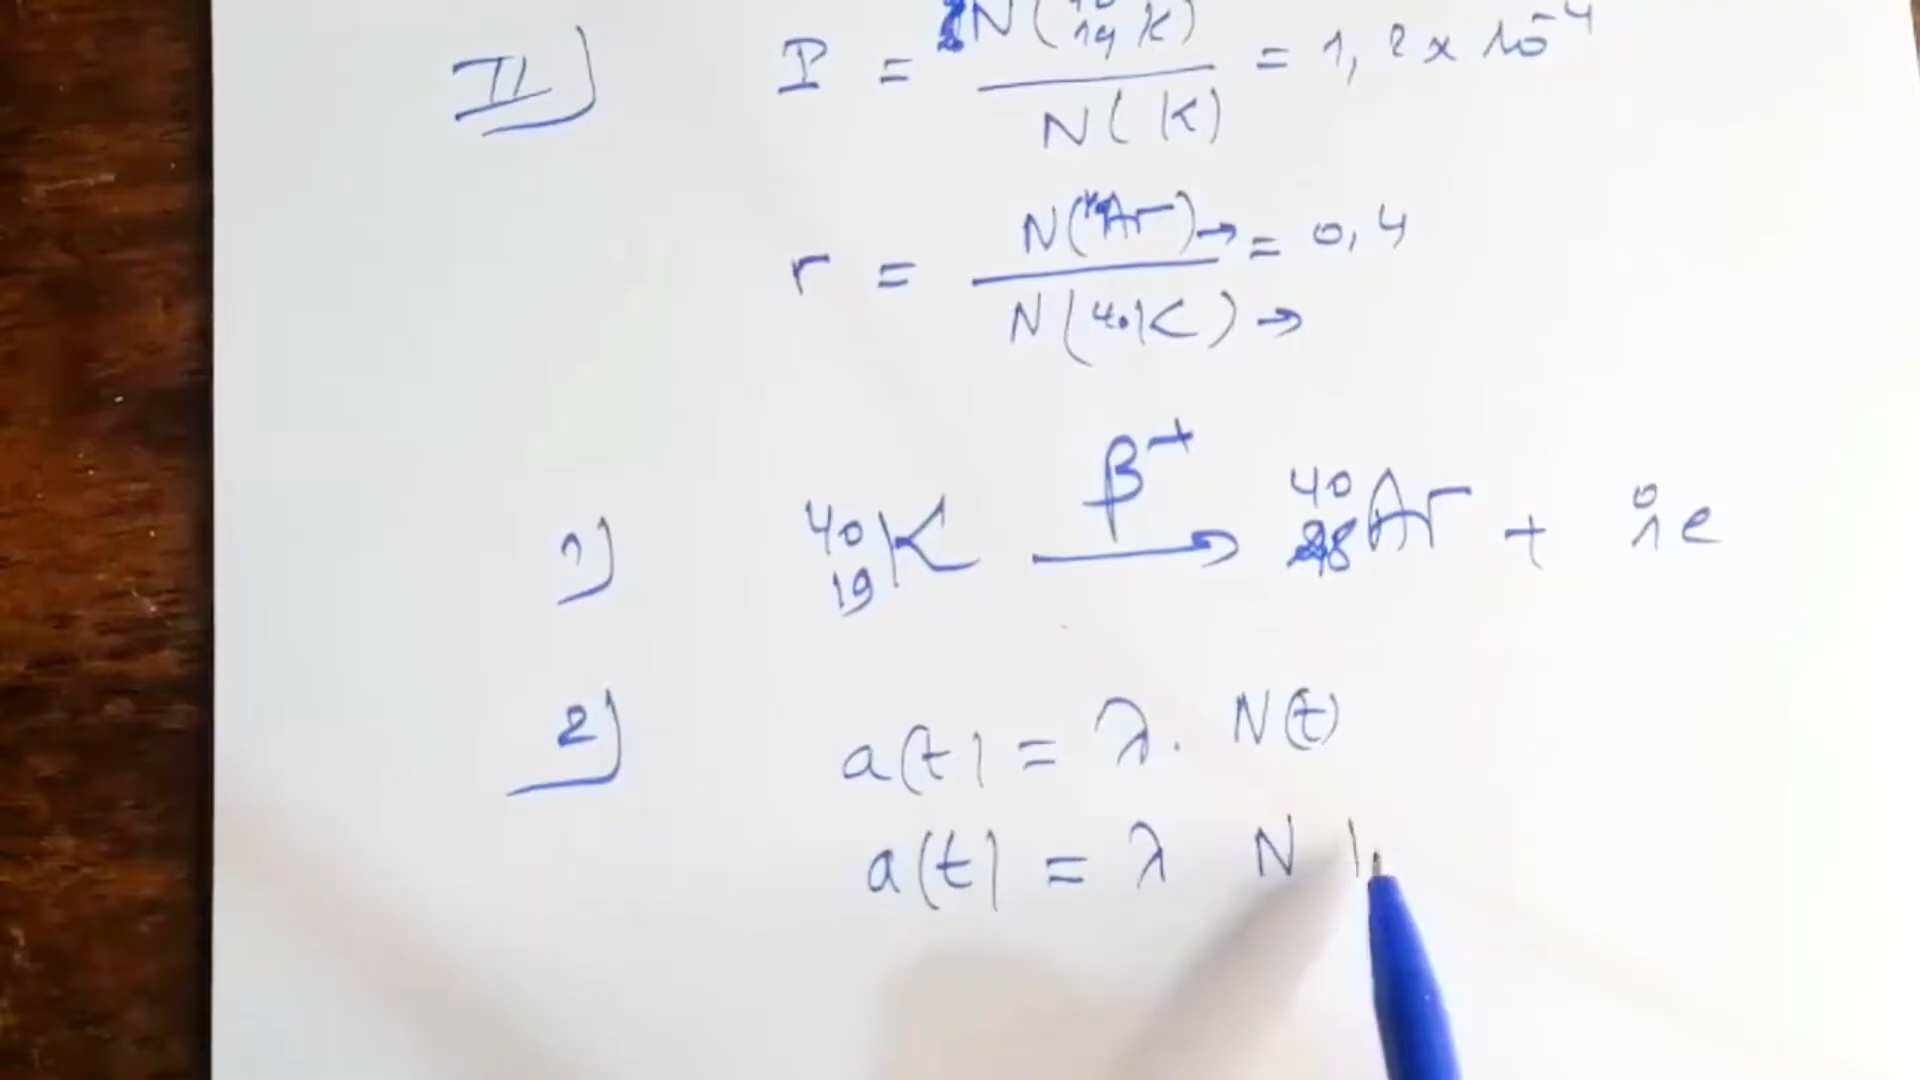 II) P = N(⁴⁰₁₉K) / N(K) = 1,2 x 10⁻⁴
r = N(⁴⁰Ar) → / N(⁴⁰K) → = 0,4
1) ⁴⁰₁₉K —β⁺→ ⁴⁰₁₈Ar + ⁰₁e
2) a(t) = λ. N(t)
a(t) = λ N